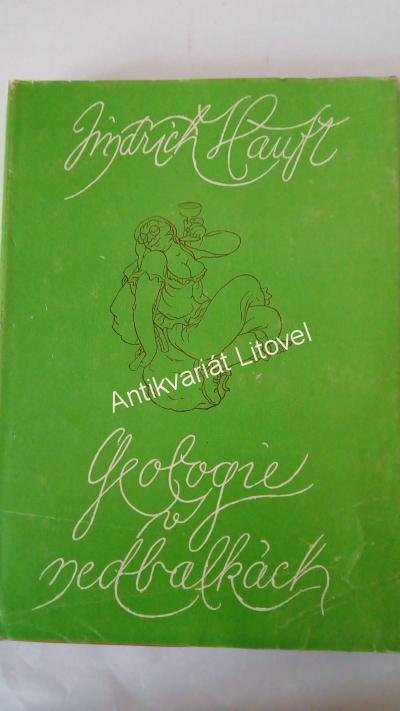 Jindřich Hauft
Antikvariát Litovel
Geologie
v
nedbalkách